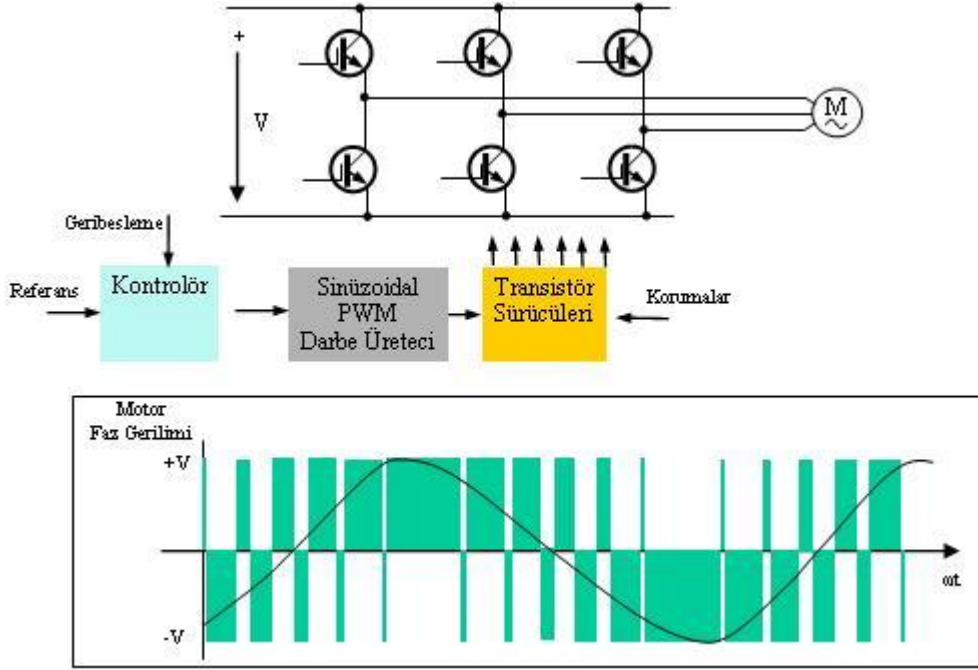 +
V
M
Geribesleme
Referans
Kontrolör
Sinüzoidal
PWM
Darbe Üreteci
Transistör
Sürücüleri
Korumalar
Motor
Faz Gerilimi
+V
-V
ωt